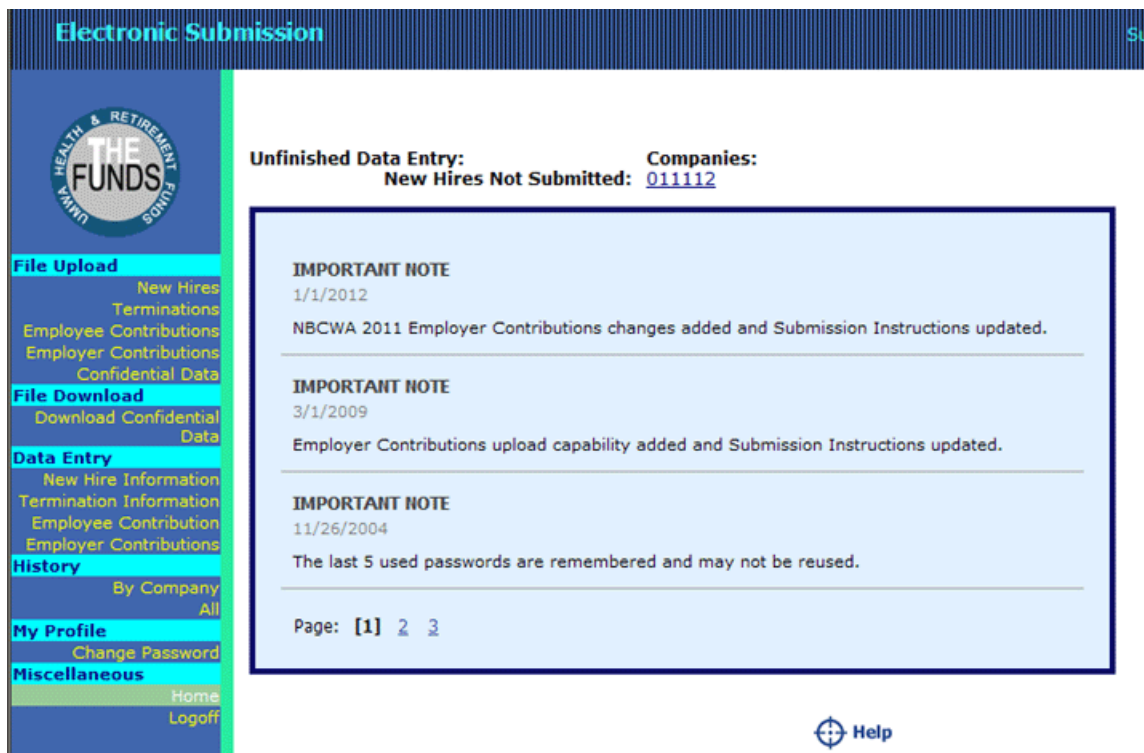 Electronic Submission
UMWA HEALTH & RETIREMENT FUNDS
THE
FUNDS
File Upload
New Hires
Terminations
Employee Contributions
Employer Contributions
Confidential Data
File Download
Download Confidential
Data
Data Entry
New Hire Information
Termination Information
Employee Contribution
Employer Contributions
History
By Company
All
My Profile
Change Password
Miscellaneous
Home
Logoff
Unfinished Data Entry: Companies:
New Hires Not Submitted: 011112
IMPORTANT NOTE
1/1/2012
NBCWA 2011 Employer Contributions changes added and Submission Instructions updated.
IMPORTANT NOTE
3/1/2009
Employer Contributions upload capability added and Submission Instructions updated.
IMPORTANT NOTE
11/26/2004
The last 5 used passwords are remembered and may not be reused.
Page: [1] 2 3
Help